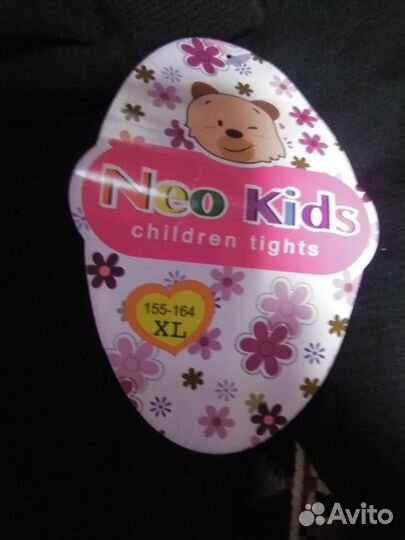 Neo Kids
children tights
155-164
XL
Avito